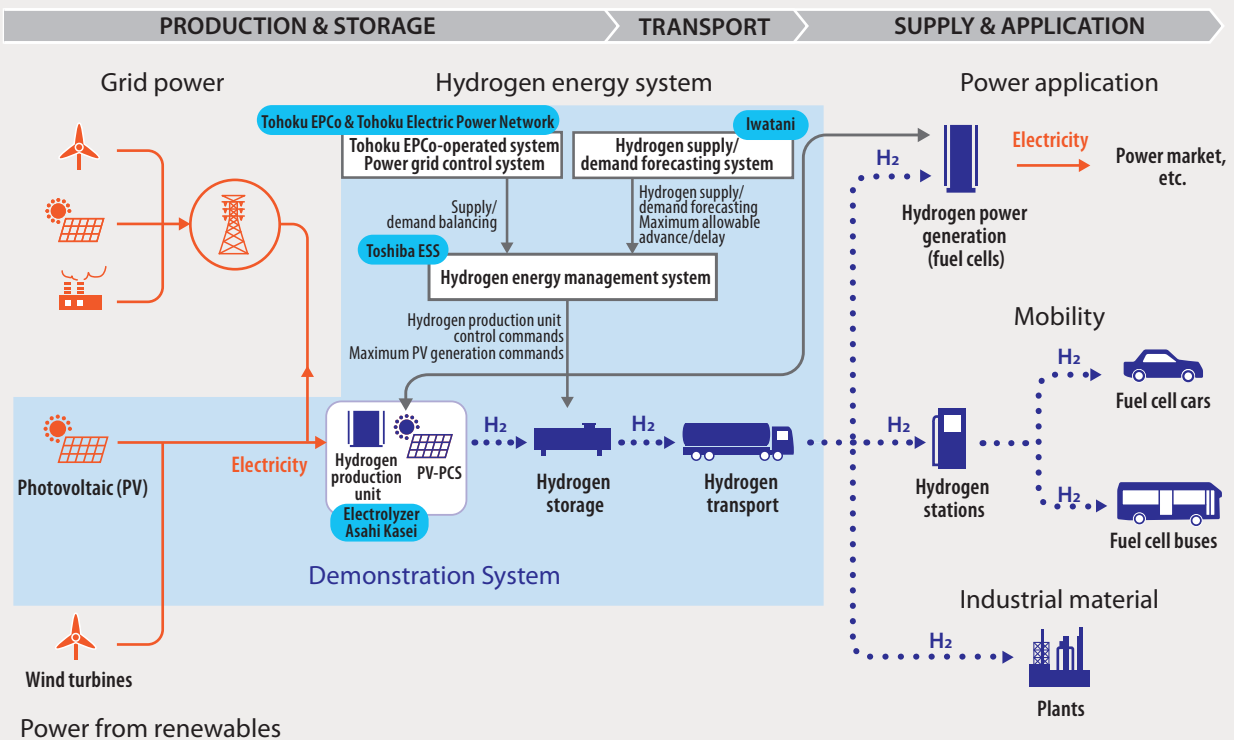 PRODUCTION & STORAGE
TRANSPORT
SUPPLY & APPLICATION
Grid power
Hydrogen energy system
Power application
Tohoku EPCo & Tohoku Electric Power Network
Tohoku EPCo-operated system
Power grid control system
Iwatani
Hydrogen supply/
demand forecasting system
Supply/
demand balancing
Hydrogen supply/
demand forecasting
Maximum allowable
advance/delay
Toshiba ESS
Hydrogen energy management system
Hydrogen production unit
control commands
Maximum PV generation commands
H2
Electricity
Power market,
etc.
Hydrogen power
generation
(fuel cells)
Mobility
H2
Fuel cell cars
Photovoltaic (PV)
Electricity
Hydrogen
production
unit
PV-PCS
Electrolyzer
Asahi Kasei
H2
Hydrogen
storage
H2
Hydrogen
transport
H2
Hydrogen
stations
H2
Fuel cell buses
Demonstration System
Industrial material
H2
Plants
Wind turbines
Power from renewables